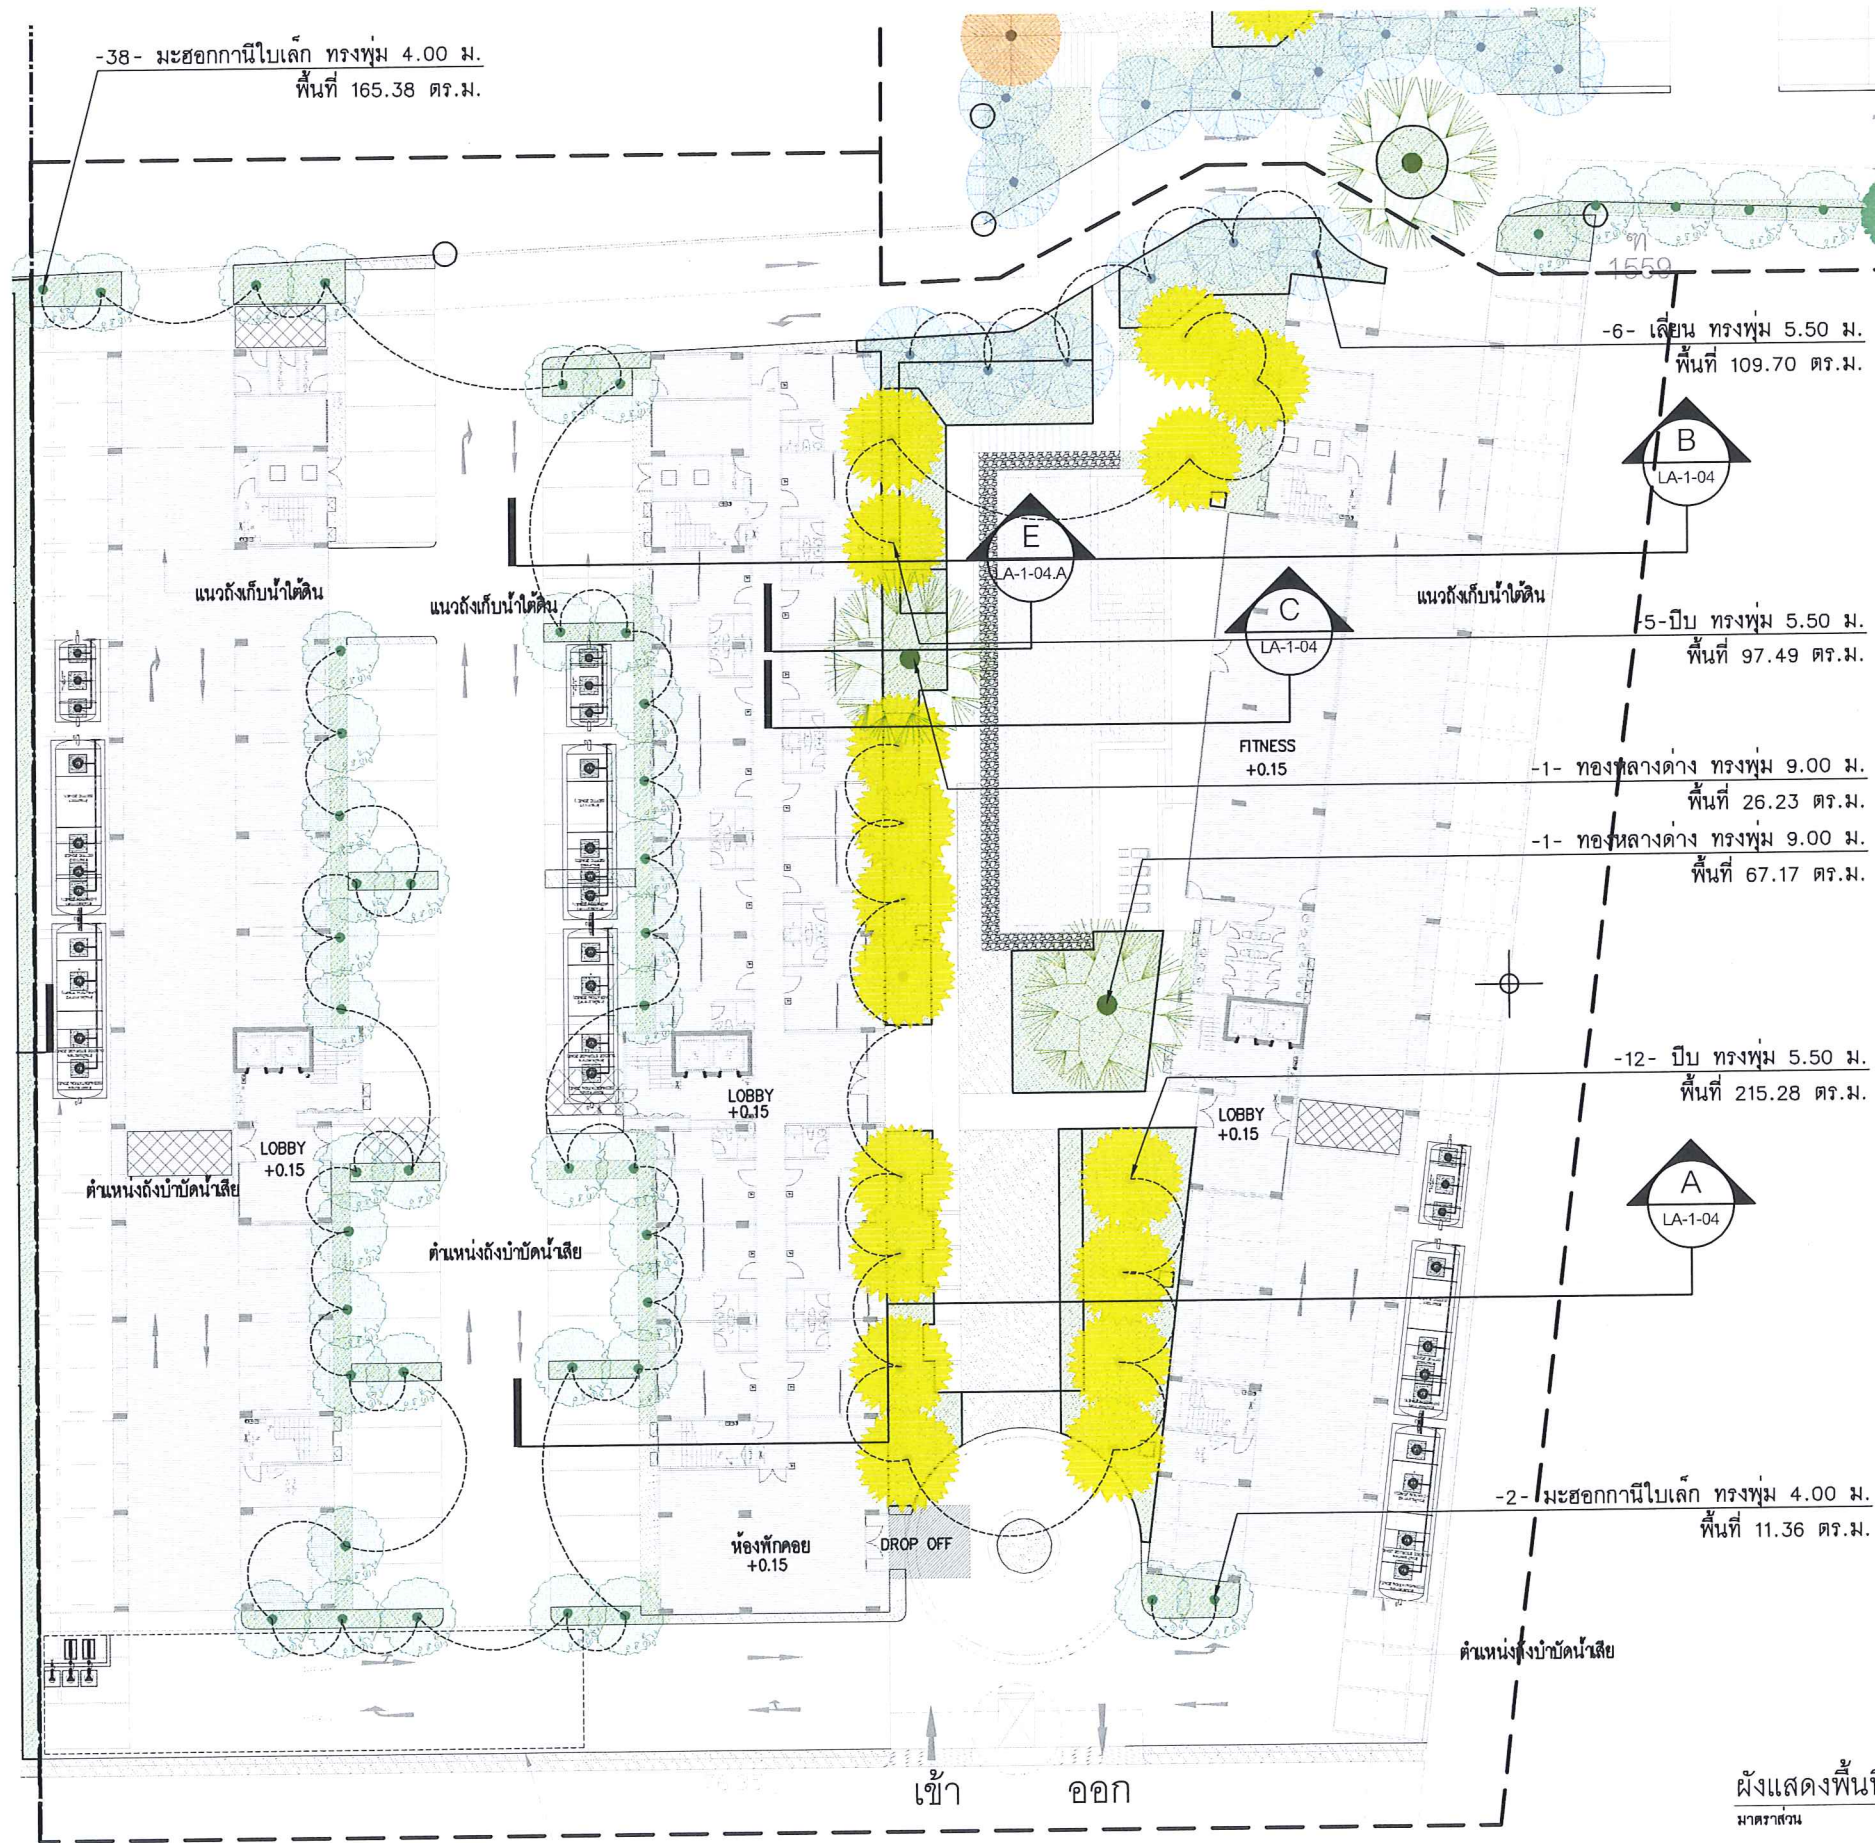 -38- มะฮอกกานีใบเล็ก ทรงพุ่ม 4.00 ม.
พื้นที่ 165.38 ตร.ม.
1559
-6- เลี่ยน ทรงพุ่ม 5.50 ม.
พื้นที่ 109.70 ตร.ม.
B
LA-1-04
E
LA-1-04.A
แนวถังเก็บน้ำใต้ดิน
แนวถังเก็บน้ำใต้ดิน
แนวถังเก็บน้ำใต้ดิน
C
LA-1-04
-5-ปีบ ทรงพุ่ม 5.50 ม.
พื้นที่ 97.49 ตร.ม.
FITNESS
+0.15
-1- ทองหลางด่าง ทรงพุ่ม 9.00 ม.
พื้นที่ 26.23 ตร.ม.
-1- ทองหลางด่าง ทรงพุ่ม 9.00 ม.
พื้นที่ 67.17 ตร.ม.
-12- ปีบ ทรงพุ่ม 5.50 ม.
พื้นที่ 215.28 ตร.ม.
LOBBY
+0.15
LOBBY
+0.15
LOBBY
+0.15
ตำแหน่งถังบำบัดน้ำเสีย
ตำแหน่งถังบำบัดน้ำเสีย
A
LA-1-04
-2- มะฮอกกานีใบเล็ก ทรงพุ่ม 4.00 ม.
พื้นที่ 11.36 ตร.ม.
ห้องพักคอย
+0.15
DROP OFF
ตำแหน่งถังบำบัดน้ำเสีย
เข้า ออก
ผังแสดงพื้นที่
มาตราส่วน